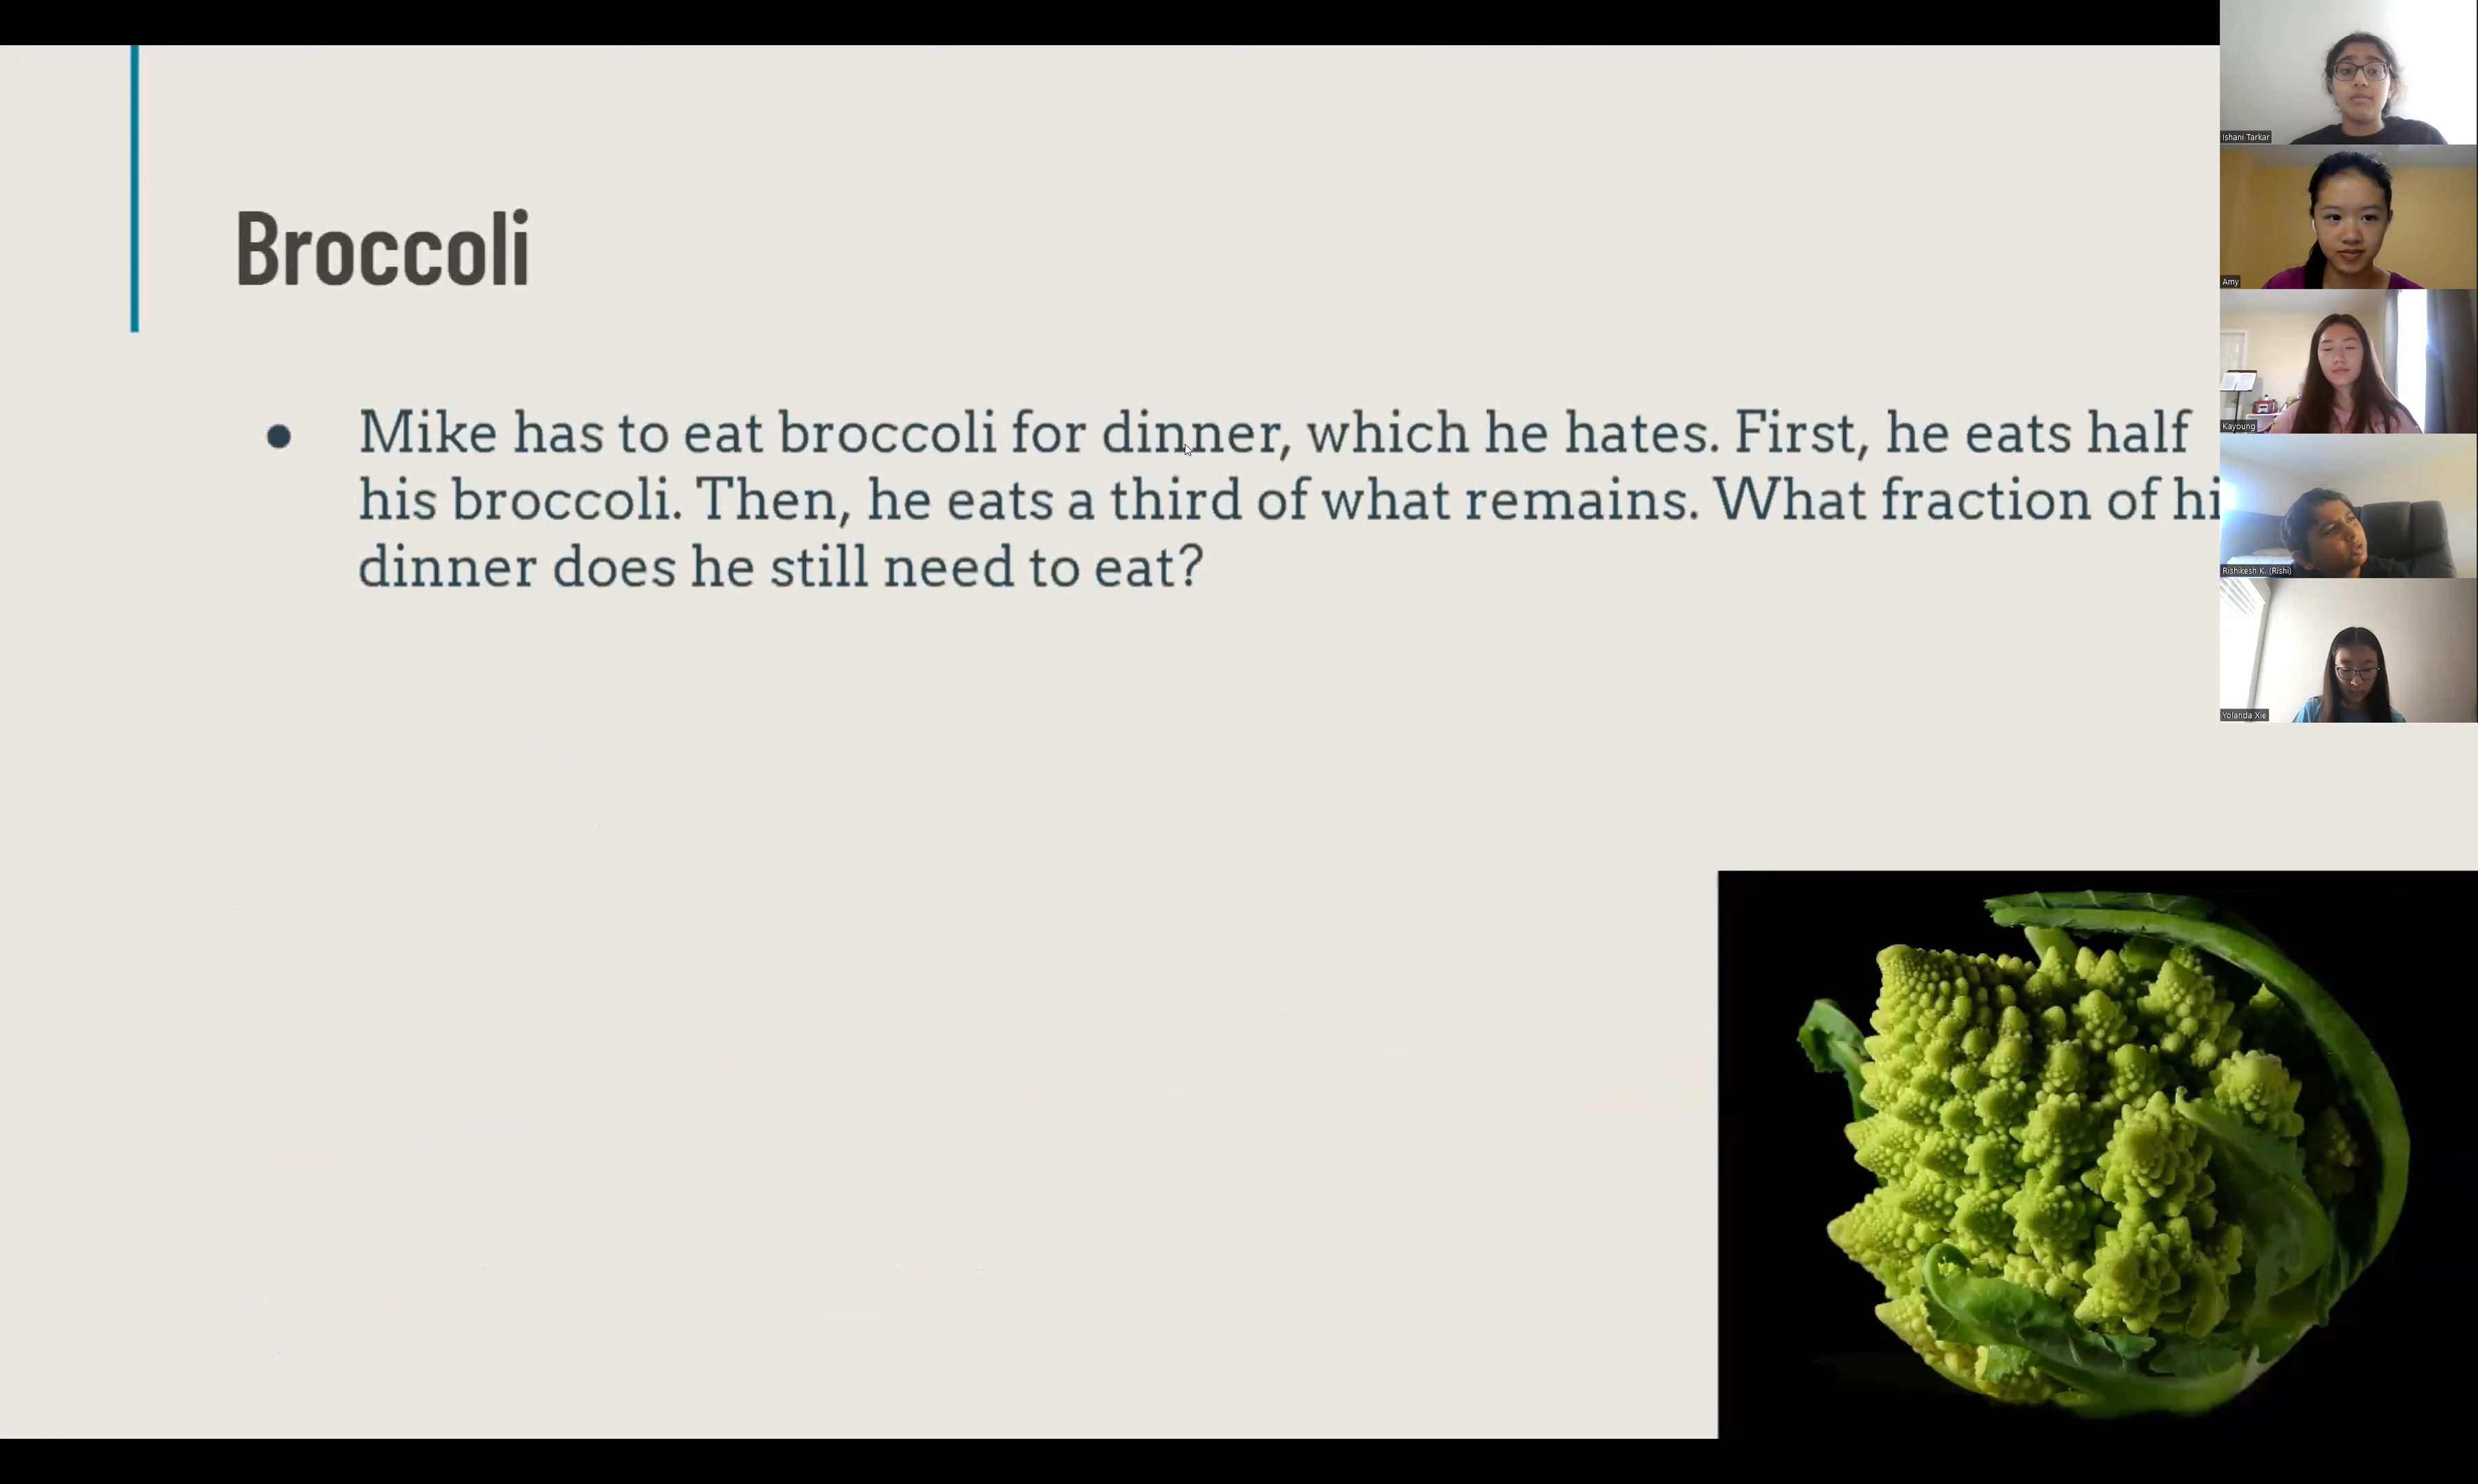 Broccoli
● Mike has to eat broccoli for dinner, which he hates. First, he eats half
his broccoli. Then, he eats a third of what remains. What fraction of hi
dinner does he still need to eat?
Ishani Tarkar
Amy
Kayoung
Rishikesh K. (Rishi)
Yolanda Xie